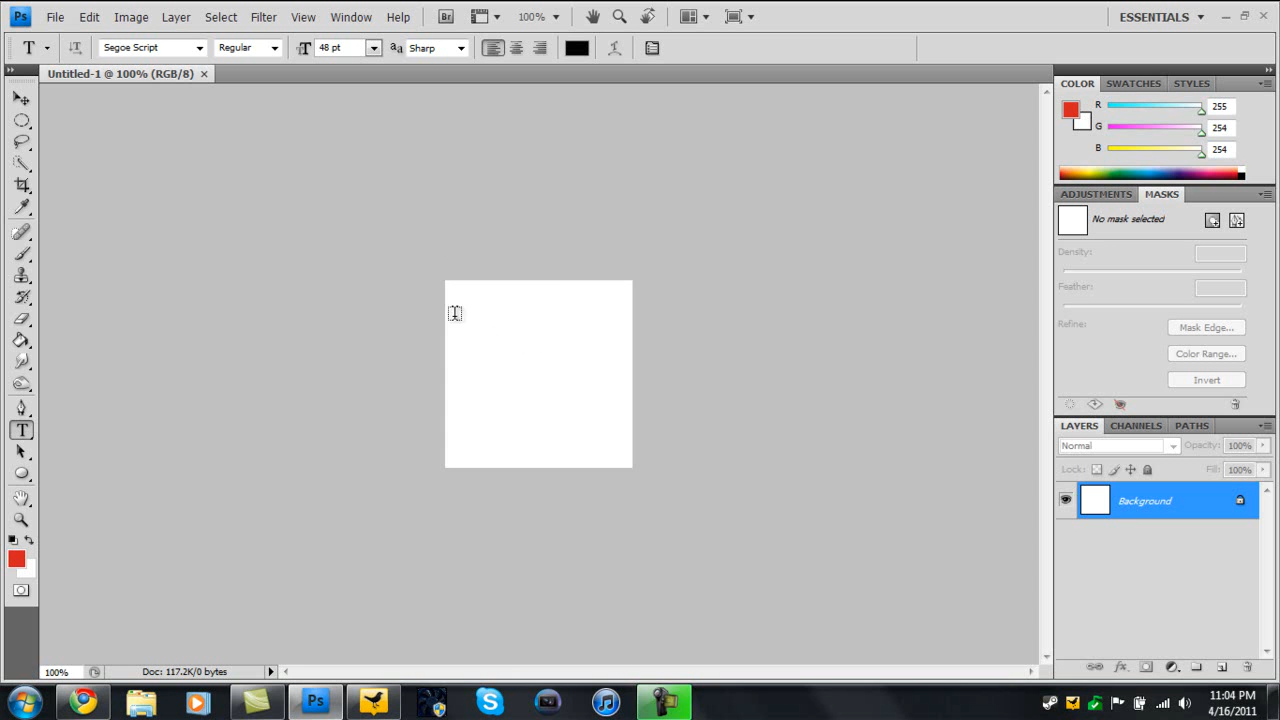 Ps File Edit Image Layer Select Filter View Window Help Br 100% ESSENTIALS
T Segoe Script Regular 48 pt Sharp
Untitled-1 @ 100% (RGB/8)
COLOR SWATCHES STYLES
R 255
G 254
B 254
ADJUSTMENTS MASKS
No mask selected
Density:
Feather:
Refine:
Mask Edge...
Color Range...
Invert
LAYERS CHANNELS PATHS
Normal Opacity: 100%
Lock: Fill: 100%
Background
100% Doc: 117.2K/0 bytes
Ps
11:04 PM
4/16/2011